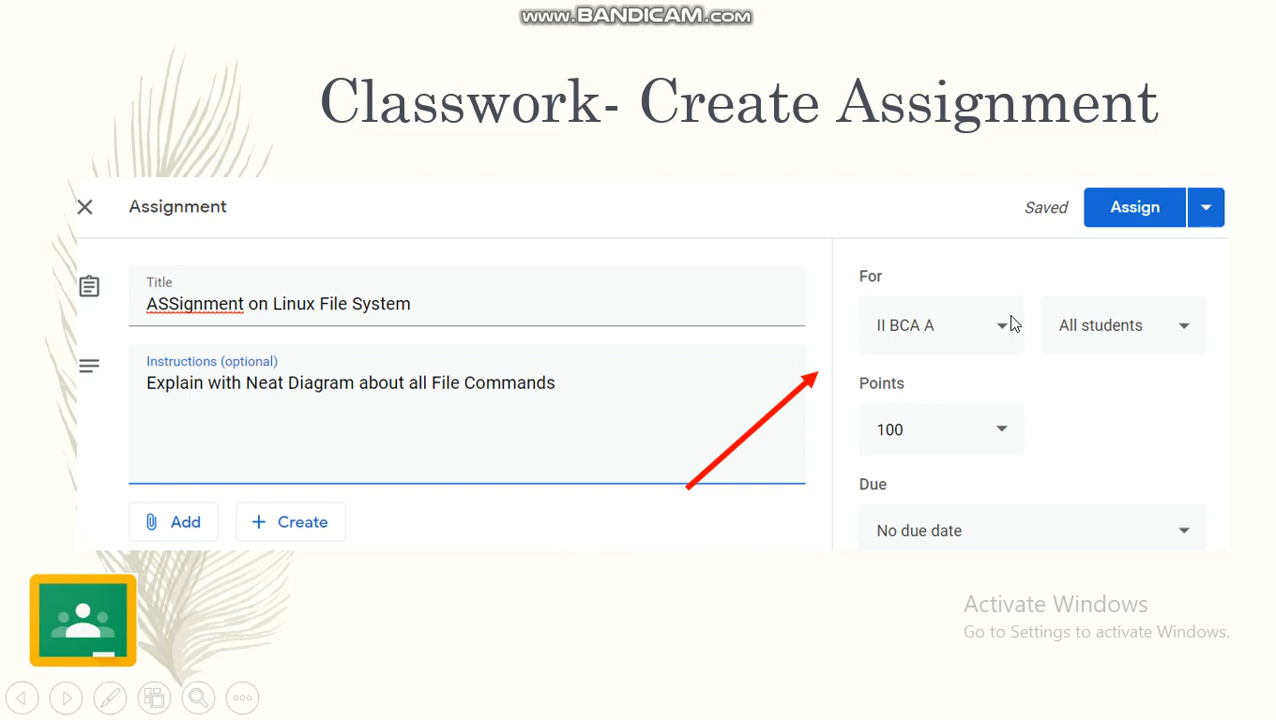 WWW.BANDICAM.COM
Classwork- Create Assignment
Assignment
Saved
Assign
Title
ASSignment on Linux File System
Instructions (optional)
Explain with Neat Diagram about all File Commands
Add
Create
For
II BCA A
All students
Points
100
Due
No due date
Activate Windows
Go to Settings to activate Windows.